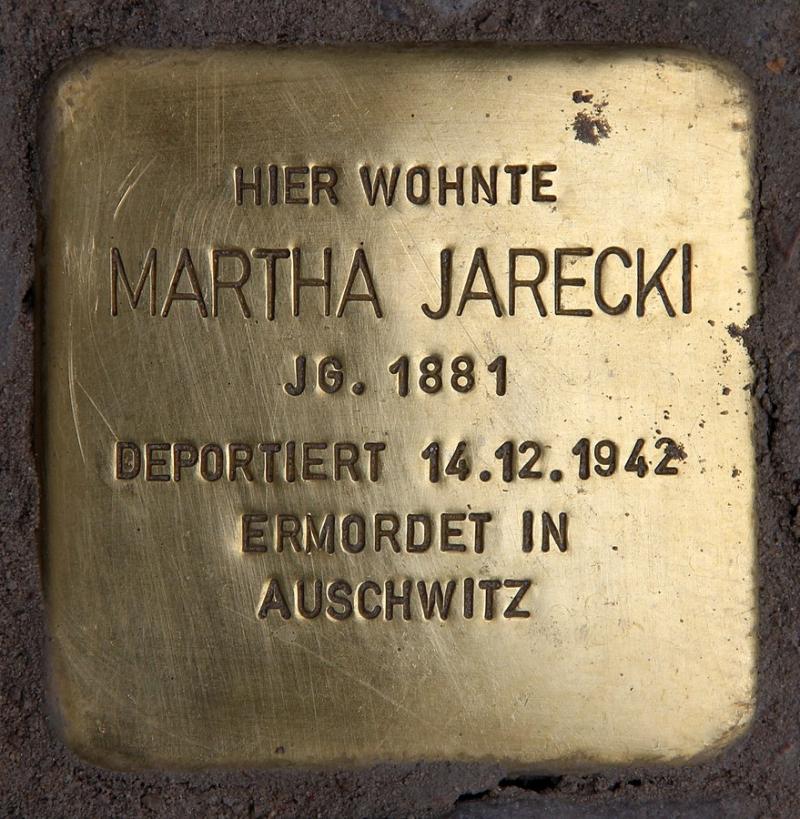 HIER WOHNTE
MARTHA JARECKI
JG. 1881
DEPORTIERT 14.12.1942
ERMORDET IN
AUSCHWITZ